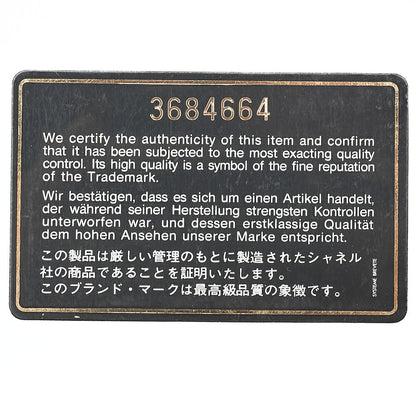 3684664
We certify the authenticity of this item and confirm
that it has been subjected to the most exacting quality
control. Its high quality is a symbol of the fine reputation
of the Trademark.
Wir bestätigen, dass es sich um einen Artikel handelt,
der während seiner Herstellung strengsten Kontrollen
unterworfen war, und dessen erstklassige Qualität
dem hohen Ansehen unserer Marke entspricht.
この製品は厳しい管理のもとに製造されたシャネル
社の商品であることを証明いたします。
このブランド・マークは最高級品質の象徴です。
SYSTEME BREVETE